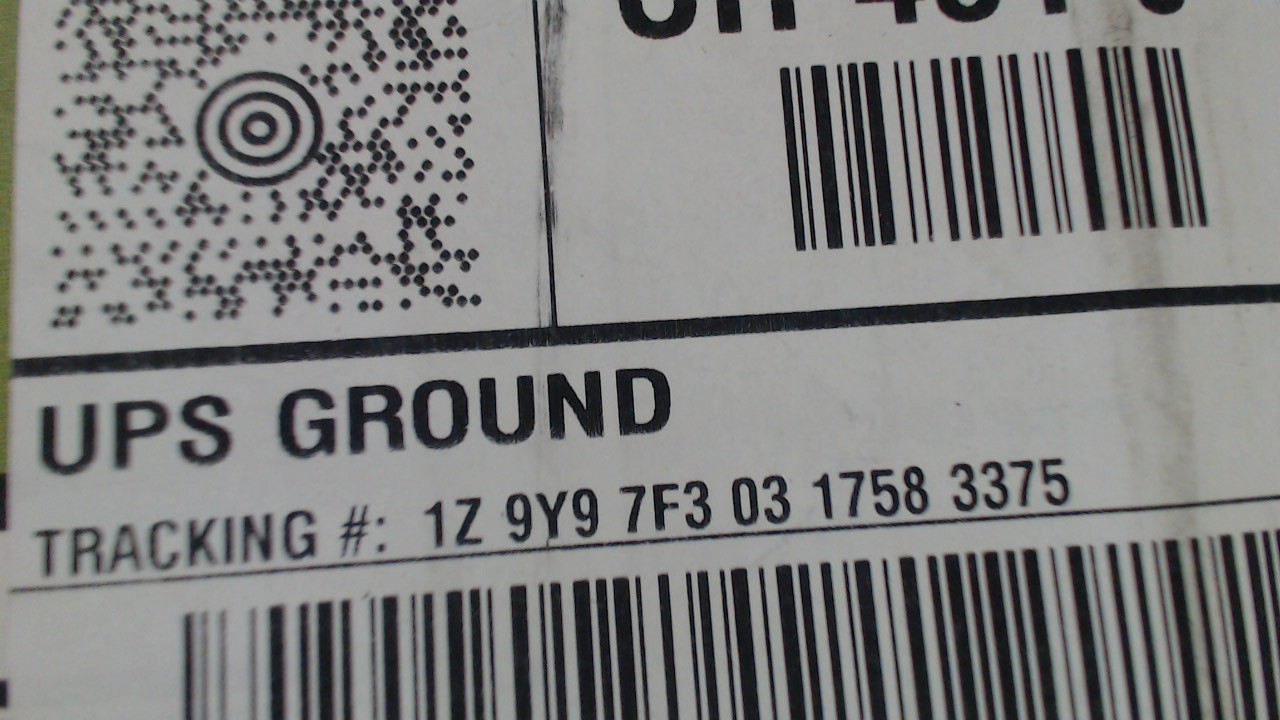 UPS GROUND
TRACKING #: 1Z 9Y9 7F3 03 1758 3375